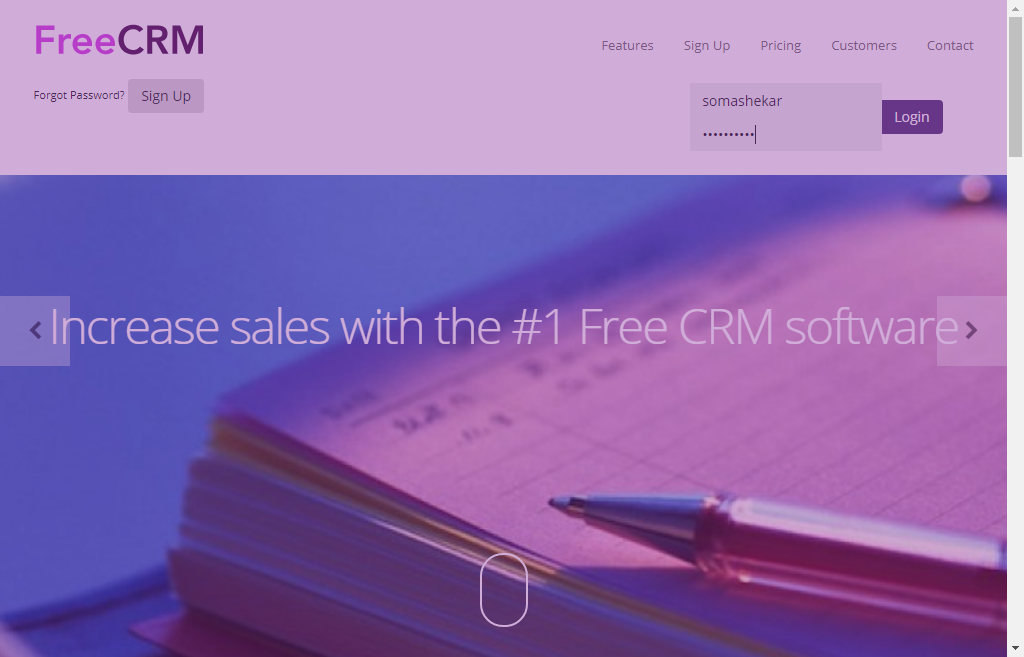 FreeCRM
Features Sign Up Pricing Customers Contact
Forgot Password? Sign Up
somashekar
••••••••••
Login
Increase sales with the #1 Free CRM software